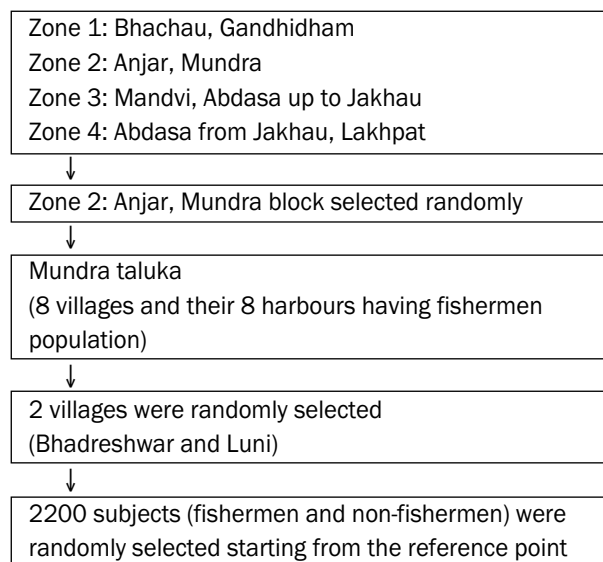 Zone 1: Bhachau, Gandhidham
Zone 2: Anjar, Mundra
Zone 3: Mandvi, Abdasa up to Jakhau
Zone 4: Abdasa from Jakhau, Lakhpat
Zone 2: Anjar, Mundra block selected randomly
Mundra taluka
(8 villages and their 8 harbours having fishermen
population)
2 villages were randomly selected
(Bhadreshwar and Luni)
2200 subjects (fishermen and non-fishermen) were
randomly selected starting from the reference point